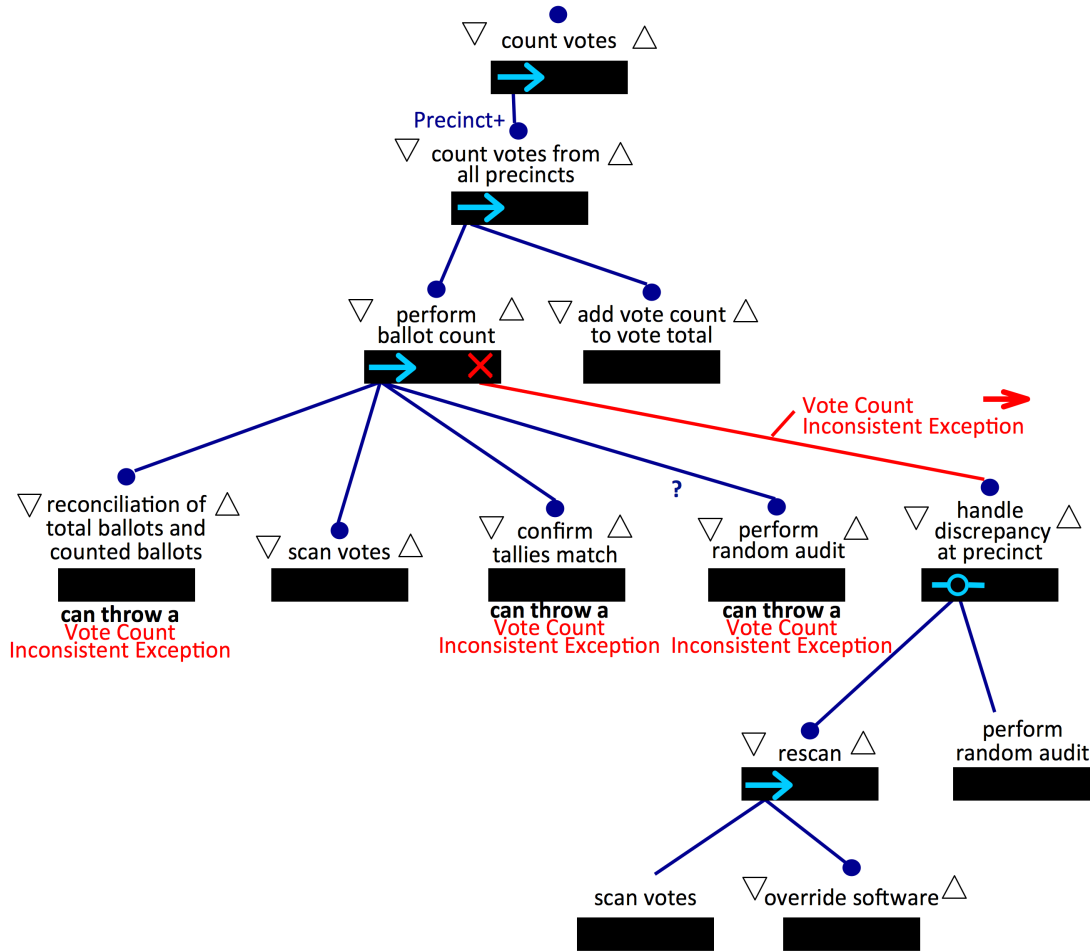 count votes
Precinct+
count votes from
all precincts
perform
ballot count
add vote count
to vote total
Vote Count
Inconsistent Exception
reconciliation of
total ballots and
counted ballots
can throw a
Vote Count
Inconsistent Exception
scan votes
confirm
tallies match
can throw a
Vote Count
Inconsistent Exception
?
perform
random audit
can throw a
Vote Count
Inconsistent Exception
handle
discrepancy
at precinct
rescan
perform
random audit
scan votes
override software